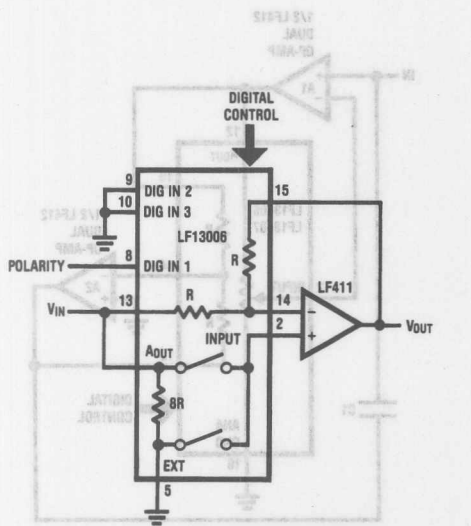 DIGITAL
CONTROL
9
DIG IN 2
15
10
DIG IN 3
LF13006
POLARITY
8
DIG IN 1
R
LF411
13
R
14
VIN
2
VOUT
INPUT
AOUT
8R
EXT
5